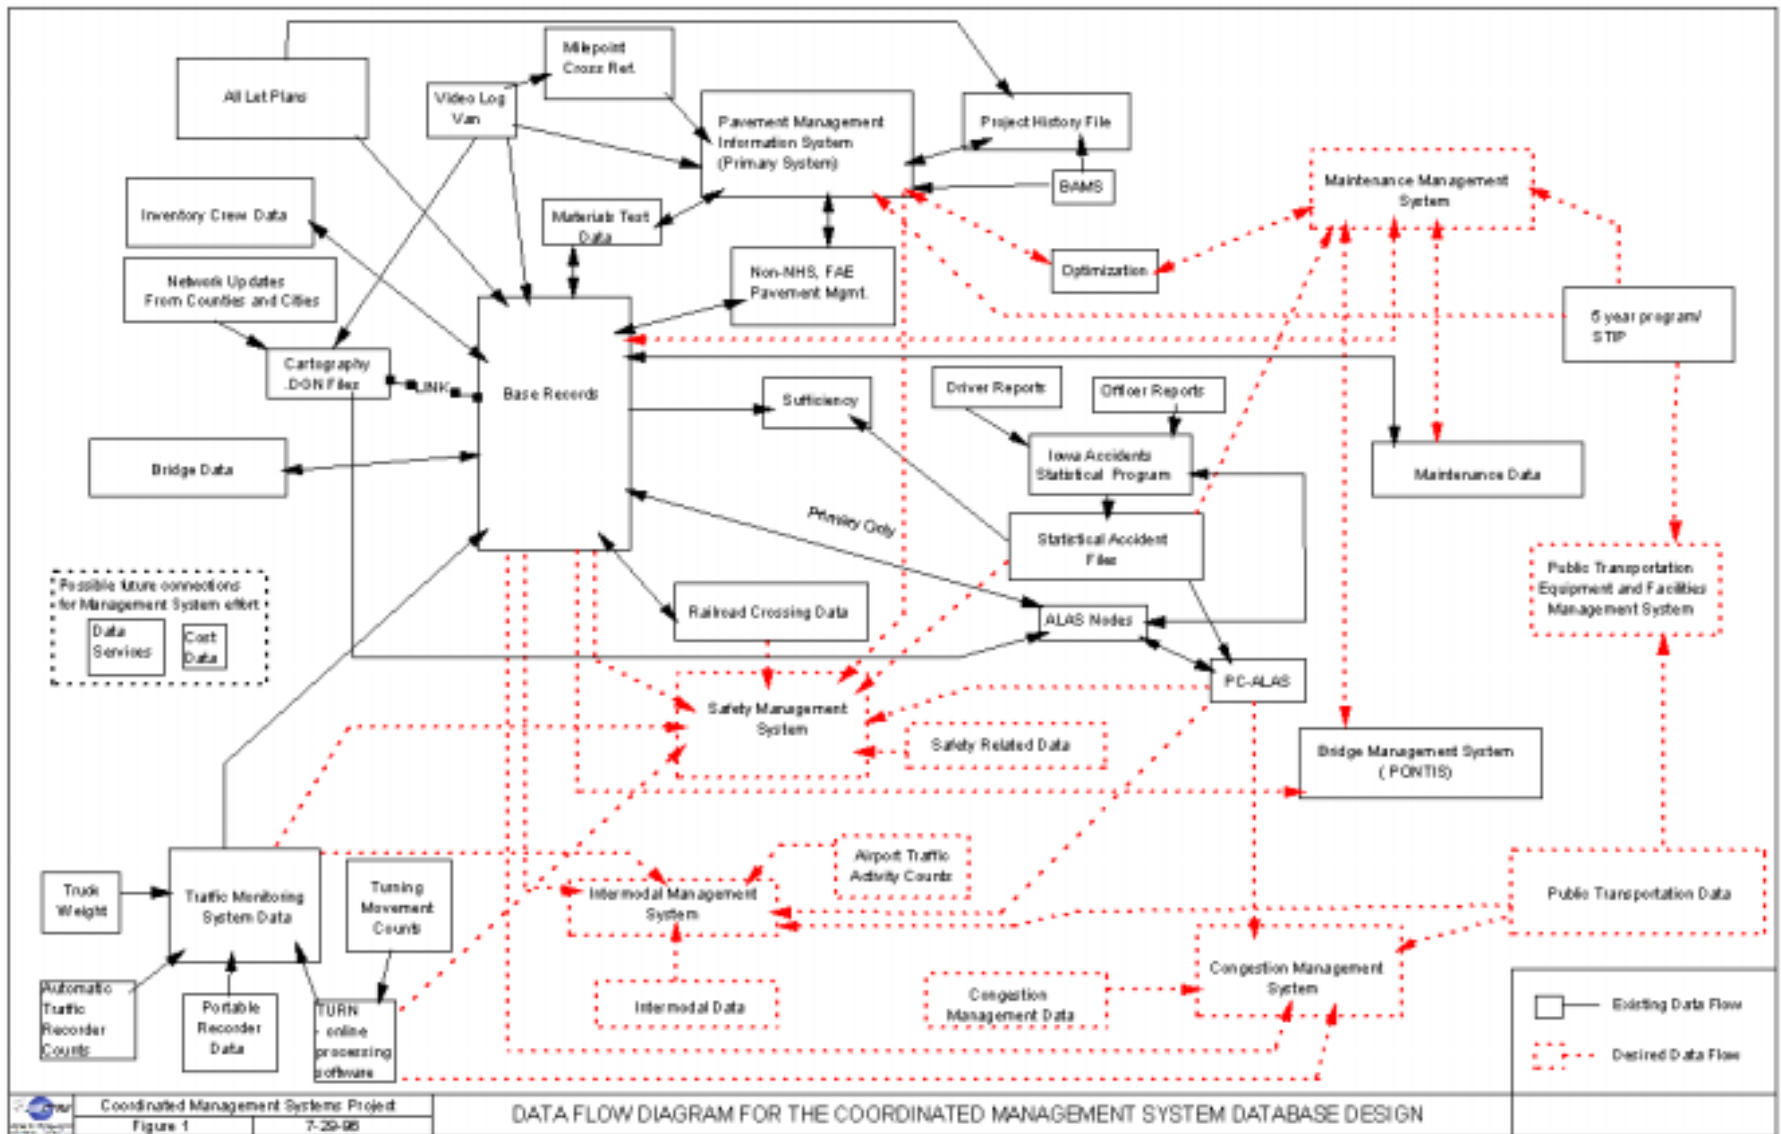 All Let Plans
Milepoint
Cross Ref.
Video Log
Van
Pavement Management
Information System
(Primary System)
Project History File
BAMS
Maintenance Management
System
Inventory Crew Data
Materials Test
Data
Network Updates
From Counties and Cities
Non-NHS, FAE
Pavement Mgmt.
Optimization
5 year program/
STIP
Cartography
.DGN Files
LINK
Base Records
Sufficiency
Driver Reports
Officer Reports
Iowa Accidents
Statistical Program
Maintenance Data
Bridge Data
Primary Only
Statistical Accident
Files
Public Transportation
Equipment and Facilities
Management System
Possible future connections
for Management System effort
Data
Services
Cost
Data
Railroad Crossing Data
ALAS Nodes
PC-ALAS
Safety Management
System
Safety Related Data
Bridge Management System
( PONTIS)
Truck
Weight
Traffic Monitoring
System Data
Turning
Movement
Counts
Airport Traffic
Activity Counts
Intermodal Management
System
Public Transportation Data
Automatic
Traffic
Recorder
Counts
Portable
Recorder
Data
TURN
- online
processing
software
Intermodal Data
Congestion
Management Data
Congestion Management
System
Existing Data Flow
Desired Data Flow
Coordinated Management Systems Project
Figure 1
7-29-96
DATA FLOW DIAGRAM FOR THE COORDINATED MANAGEMENT SYSTEM DATABASE DESIGN